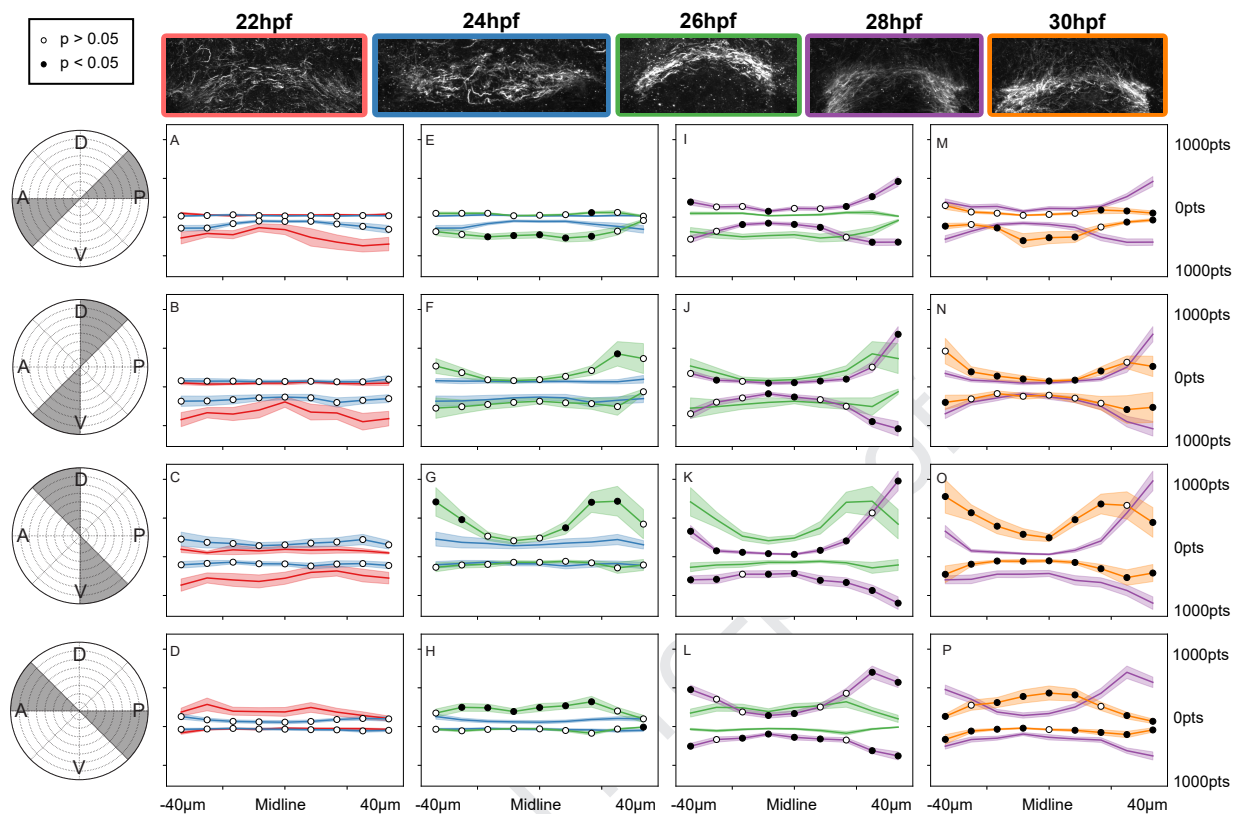 22hpf 24hpf 26hpf 28hpf 30hpf
p > 0.05
p < 0.05
D
A P
V
A E I M
1000pts
0pts
1000pts
D
A P
V
B F J N
1000pts
0pts
1000pts
D
A P
V
C G K O
1000pts
0pts
1000pts
D
A P
V
D H L P
1000pts
0pts
1000pts
-40µm Midline 40µm -40µm Midline 40µm -40µm Midline 40µm -40µm Midline 40µm